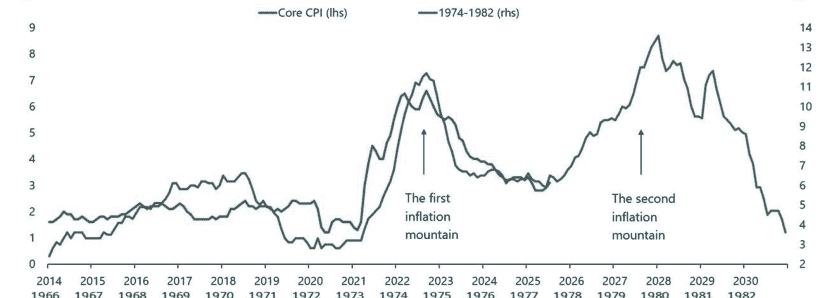 Core CPI (lhs) 1974-1982 (rhs)
9 14
8 13
7 12
6 11
5 10
4 9
3 8
2 7
1 6
0 5
4
3
2
The first
inflation
mountain
The second
inflation
mountain
2014 2015 2016 2017 2018 2019 2020 2021 2022 2023 2024 2025 2026 2027 2028 2029 2030
1966 1967 1968 1969 1970 1971 1972 1973 1974 1975 1976 1977 1978 1979 1980 1981 1982